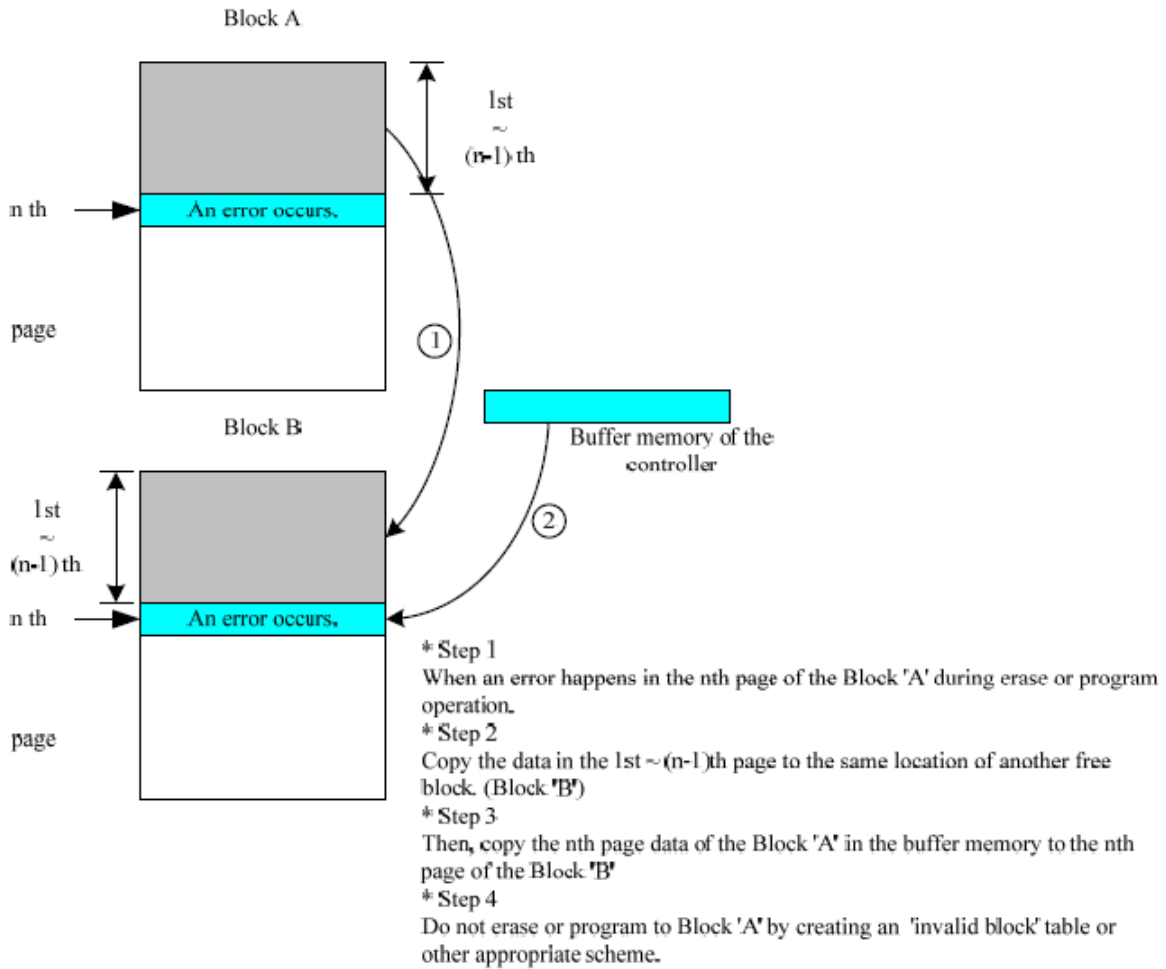 Block A
1st
~
(n-1) th
n th
An error occurs.
page
1
Buffer memory of the
controller
Block B
1st
~
(n-1) th
2
n th
An error occurs.
page
* Step 1
When an error happens in the nth page of the Block 'A' during erase or program
operation.
* Step 2
Copy the data in the 1st ~ (n-1)th page to the same location of another free
block. (Block 'B')
* Step 3
Then, copy the nth page data of the Block 'A' in the buffer memory to the nth
page of the Block 'B'
* Step 4
Do not erase or program to Block 'A' by creating an 'invalid block' table or
other appropriate scheme.